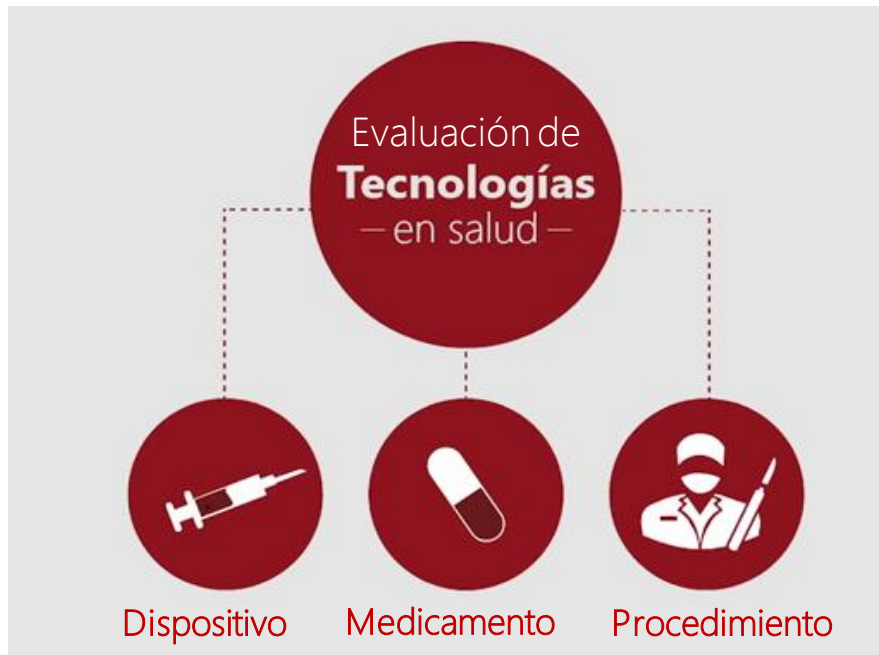 Evaluación de
Tecnologías
– en salud –
Dispositivo
Medicamento
Procedimiento